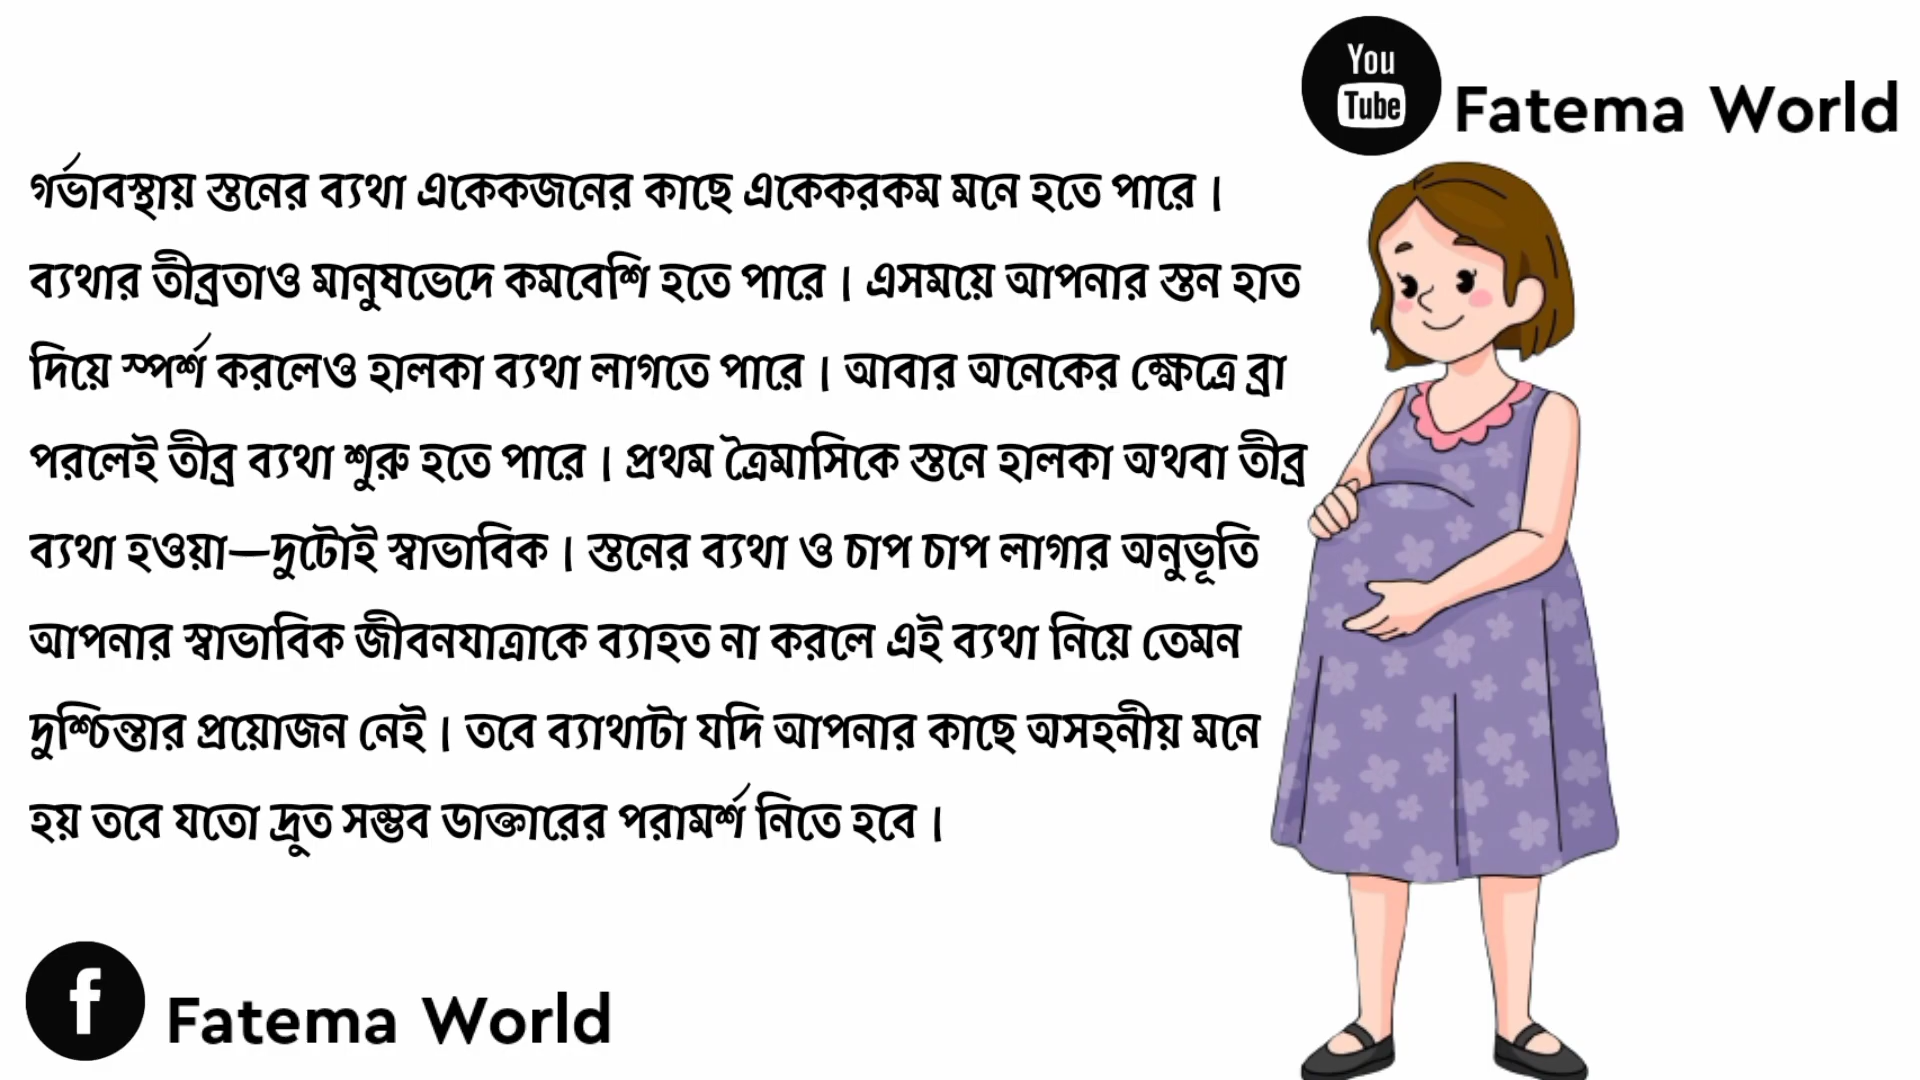 You
Tube
Fatema World
গর্ভাবস্থায় স্তনের ব্যথা একেকজনের কাছে একেকরকম মনে হতে পারে।
ব্যথার তীব্রতাও মানুষভেদে কমবেশি হতে পারে। এসময়ে আপনার স্তন হাত
দিয়ে স্পর্শ করলেও হালকা ব্যথা লাগতে পারে। আবার অনেকের ক্ষেত্রে ব্রা
পরলেই তীব্র ব্যথা শুরু হতে পারে। প্রথম ত্রৈমাসিকে স্তনে হালকা অথবা তীব্র
ব্যথা হওয়া—দুটোই স্বাভাবিক। স্তনের ব্যথা ও চাপ চাপ লাগার অনুভূতি
আপনার স্বাভাবিক জীবনযাত্রাকে ব্যাহত না করলে এই ব্যথা নিয়ে তেমন
দুশ্চিন্তার প্রয়োজন নেই। তবে ব্যাথাটা যদি আপনার কাছে অসহনীয় মনে
হয় তবে যতো দ্রুত সম্ভব ডাক্তারের পরামর্শ নিতে হবে।
f Fatema World